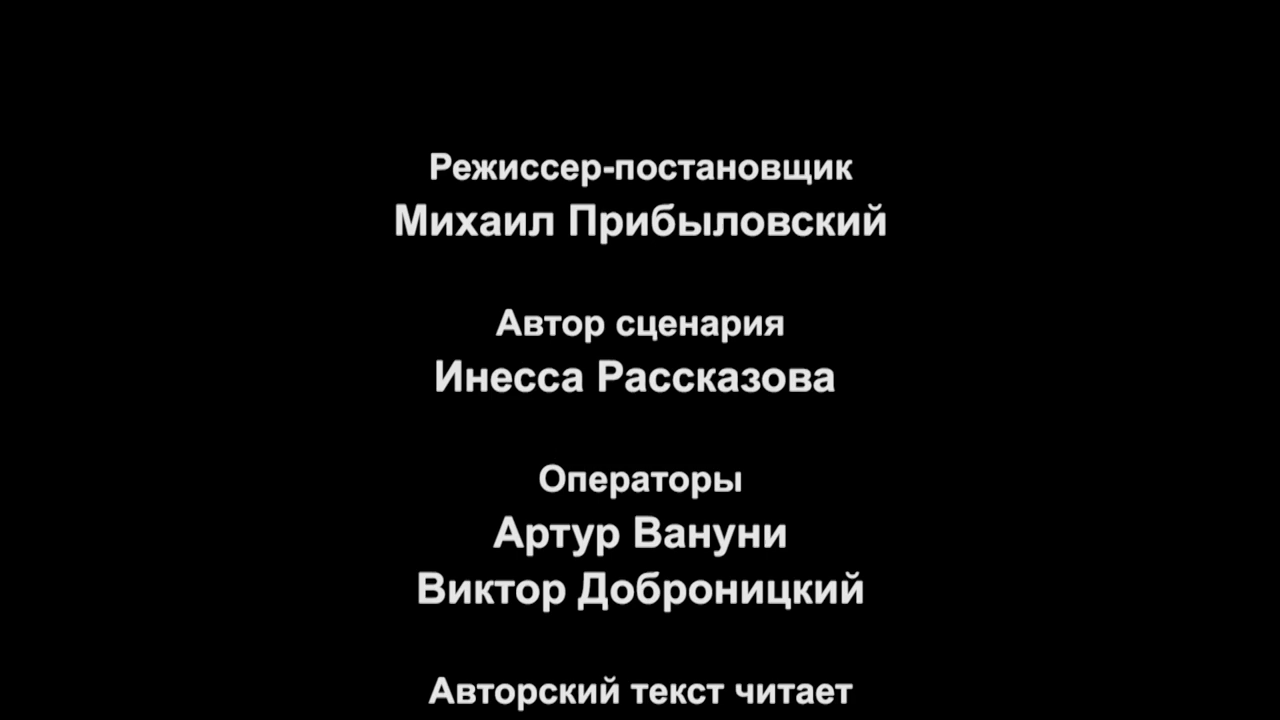 Режиссер-постановщик
Михаил Прибыловский
Автор сценария
Инесса Рассказова
Операторы
Артур Вануни
Виктор Доброницкий
Авторский текст читает